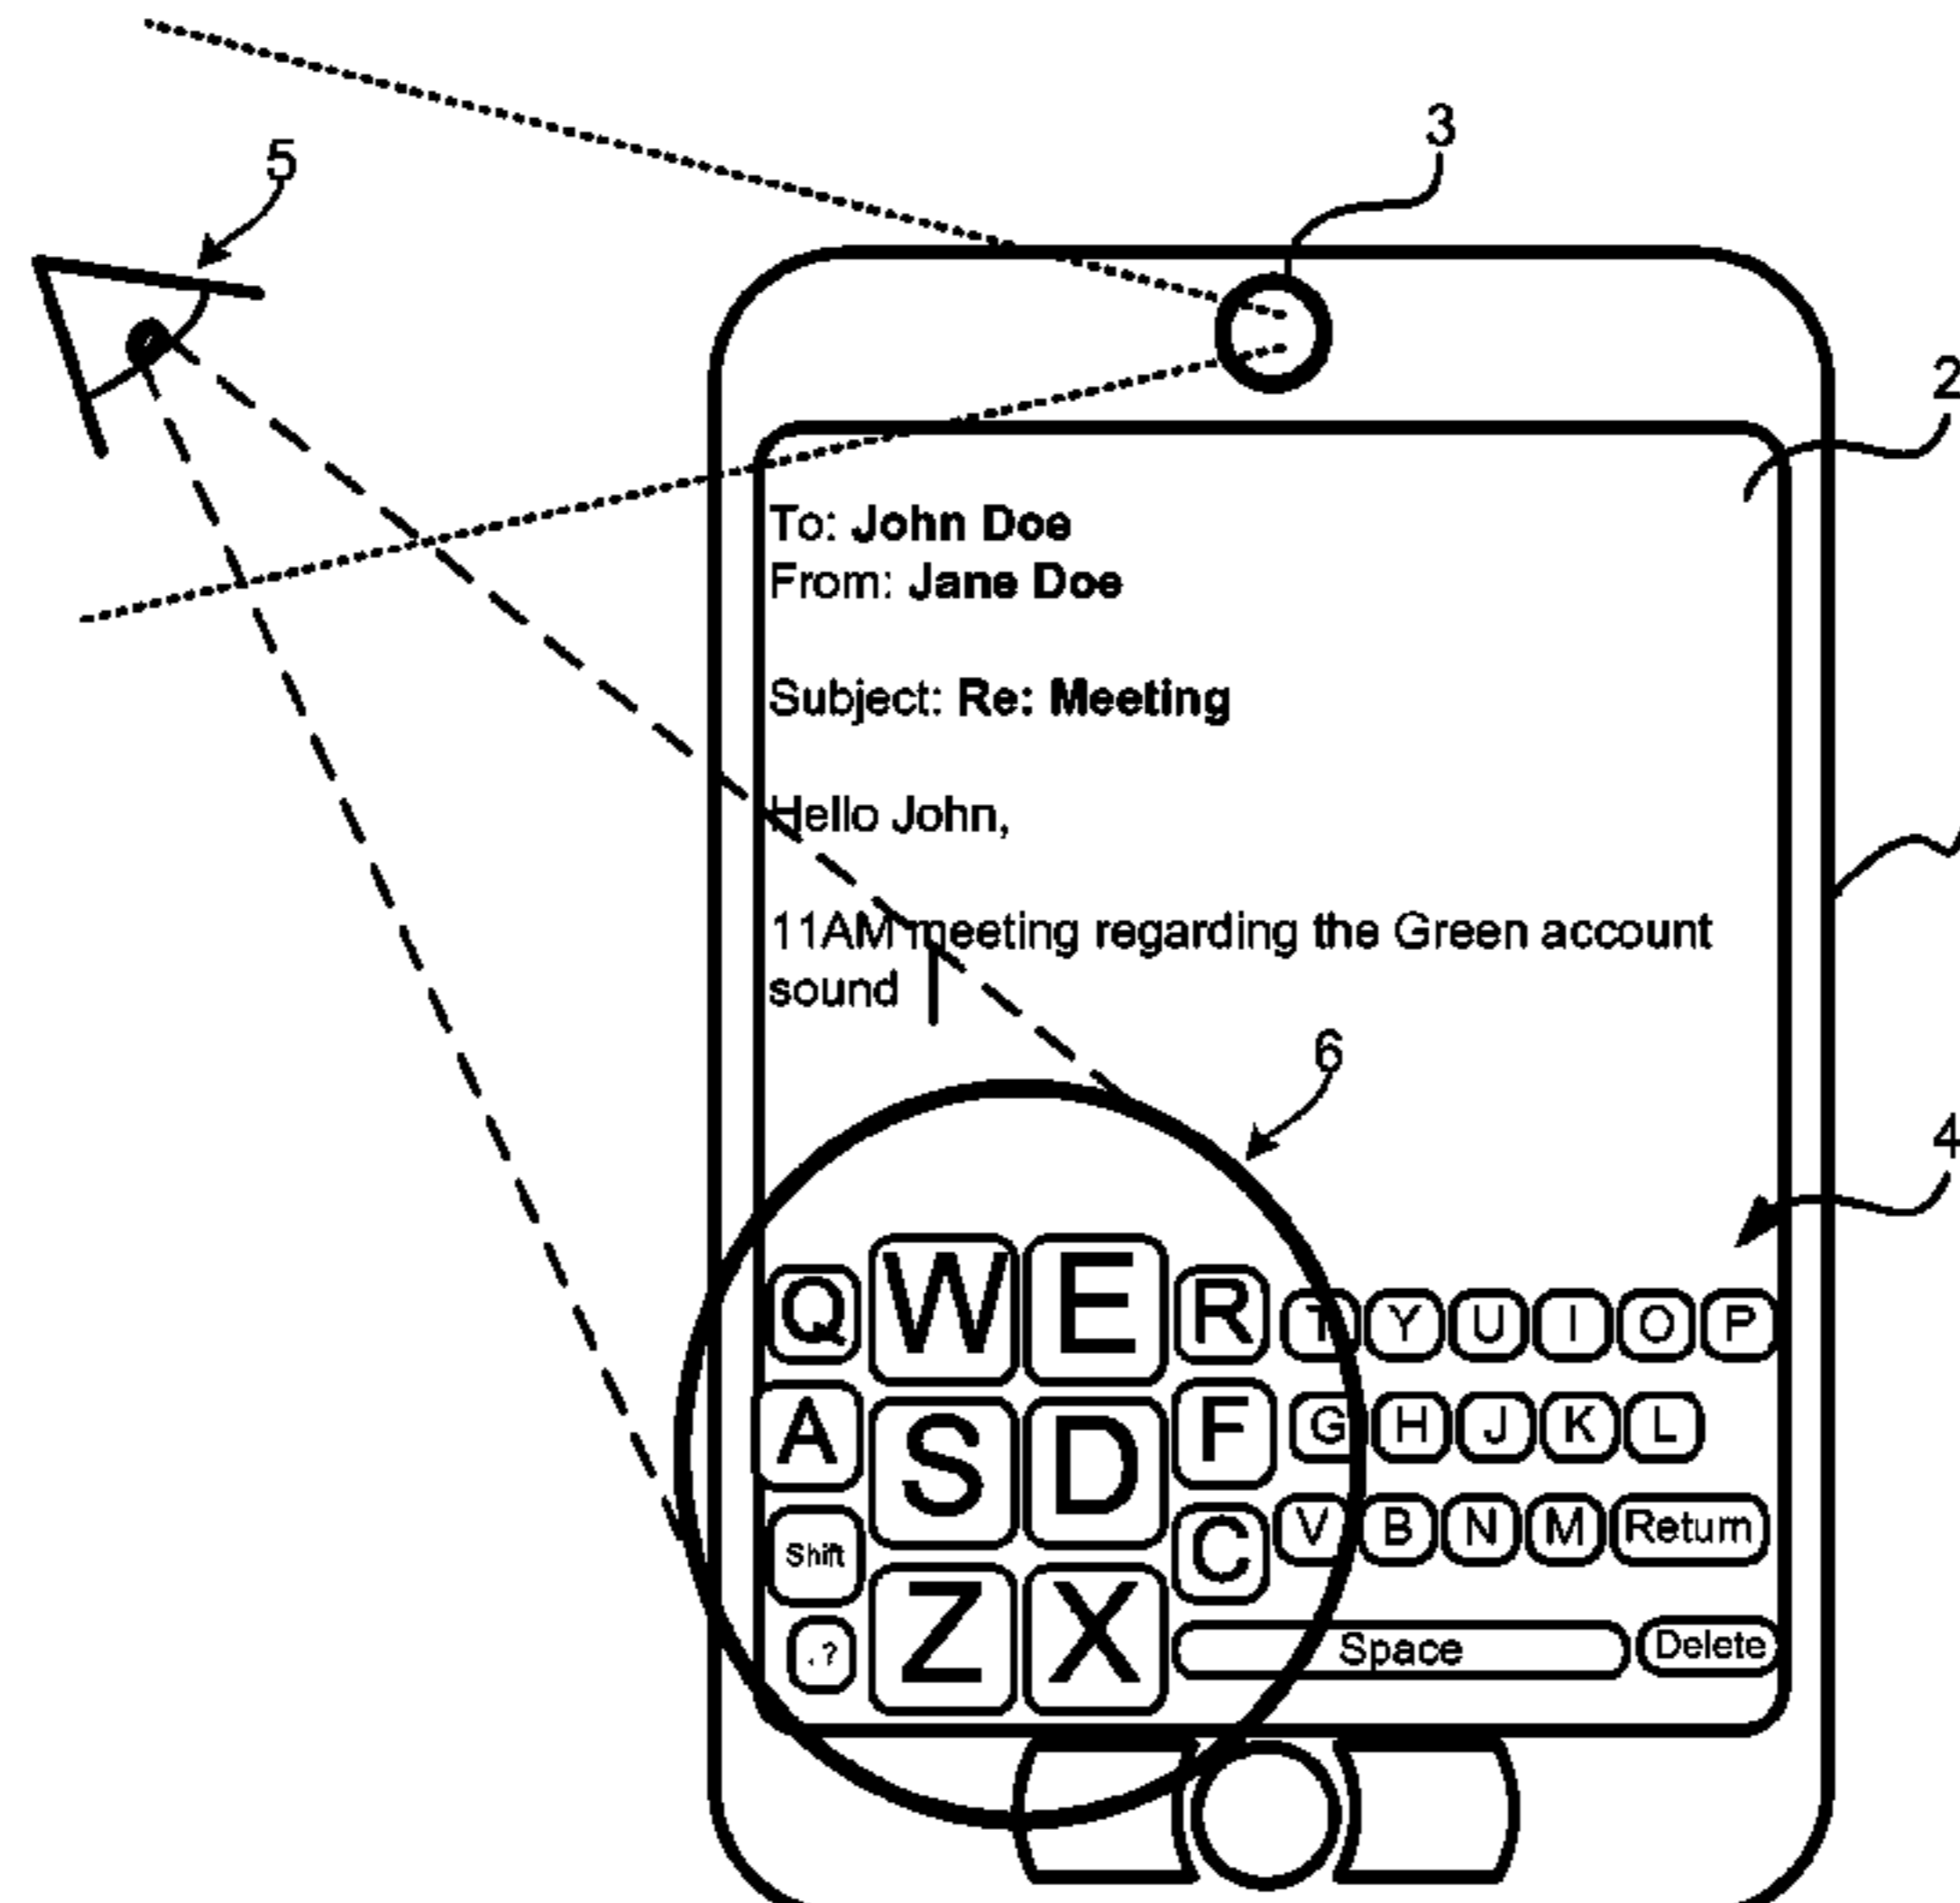 5
3
2
To: John Doe
From: Jane Doe
Subject: Re: Meeting
Hello John,
11AM meeting regarding the Green account
sound
6
4
Q W E R T Y U I O P
A S D F G H J K L
Shift Z X C V B N M Return
.? Space Delete